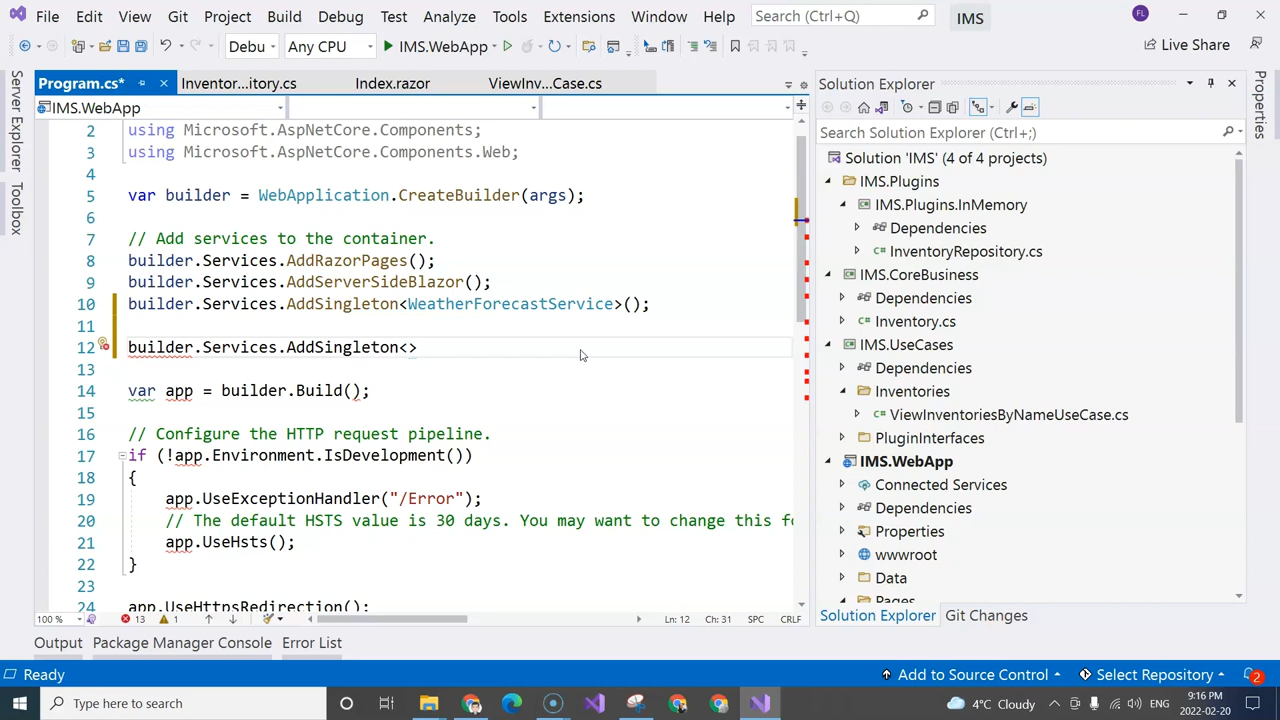 File Edit View Git Project Build Debug Test Analyze Tools Extensions Window Help Search (Ctrl+Q) IMS FL
Debu Any CPU IMS.WebApp Live Share
Program.cs* Inventor...itory.cs Index.razor ViewInv...Case.cs
IMS.WebApp
2 using Microsoft.AspNetCore.Components;
3 using Microsoft.AspNetCore.Components.Web;
4
5 var builder = WebApplication.CreateBuilder(args);
6
7 // Add services to the container.
8 builder.Services.AddRazorPages();
9 builder.Services.AddServerSideBlazor();
10 builder.Services.AddSingleton<WeatherForecastService>();
11
12 builder.Services.AddSingleton<>
13
14 var app = builder.Build();
15
16 // Configure the HTTP request pipeline.
17 if (!app.Environment.IsDevelopment())
18 {
19 app.UseExceptionHandler("/Error");
20 // The default HSTS value is 30 days. You may want to change this fo
21 app.UseHsts();
22 }
23
24 app.UseHttpsRedirection();
100 % 13 1 Ln: 12 Ch: 31 SPC CRLF
Server Explorer
Toolbox
Solution Explorer
Search Solution Explorer (Ctrl+;)
Solution 'IMS' (4 of 4 projects)
IMS.Plugins
IMS.Plugins.InMemory
Dependencies
InventoryRepository.cs
IMS.CoreBusiness
Dependencies
Inventory.cs
IMS.UseCases
Dependencies
Inventories
ViewInventoriesByNameUseCase.cs
PluginInterfaces
IMS.WebApp
Connected Services
Dependencies
Properties
wwwroot
Data
Pages
Solution Explorer Git Changes
Properties
Output Package Manager Console Error List
Ready Add to Source Control Select Repository 2
Type here to search 4°C Cloudy 9:16 PM
2022-02-20